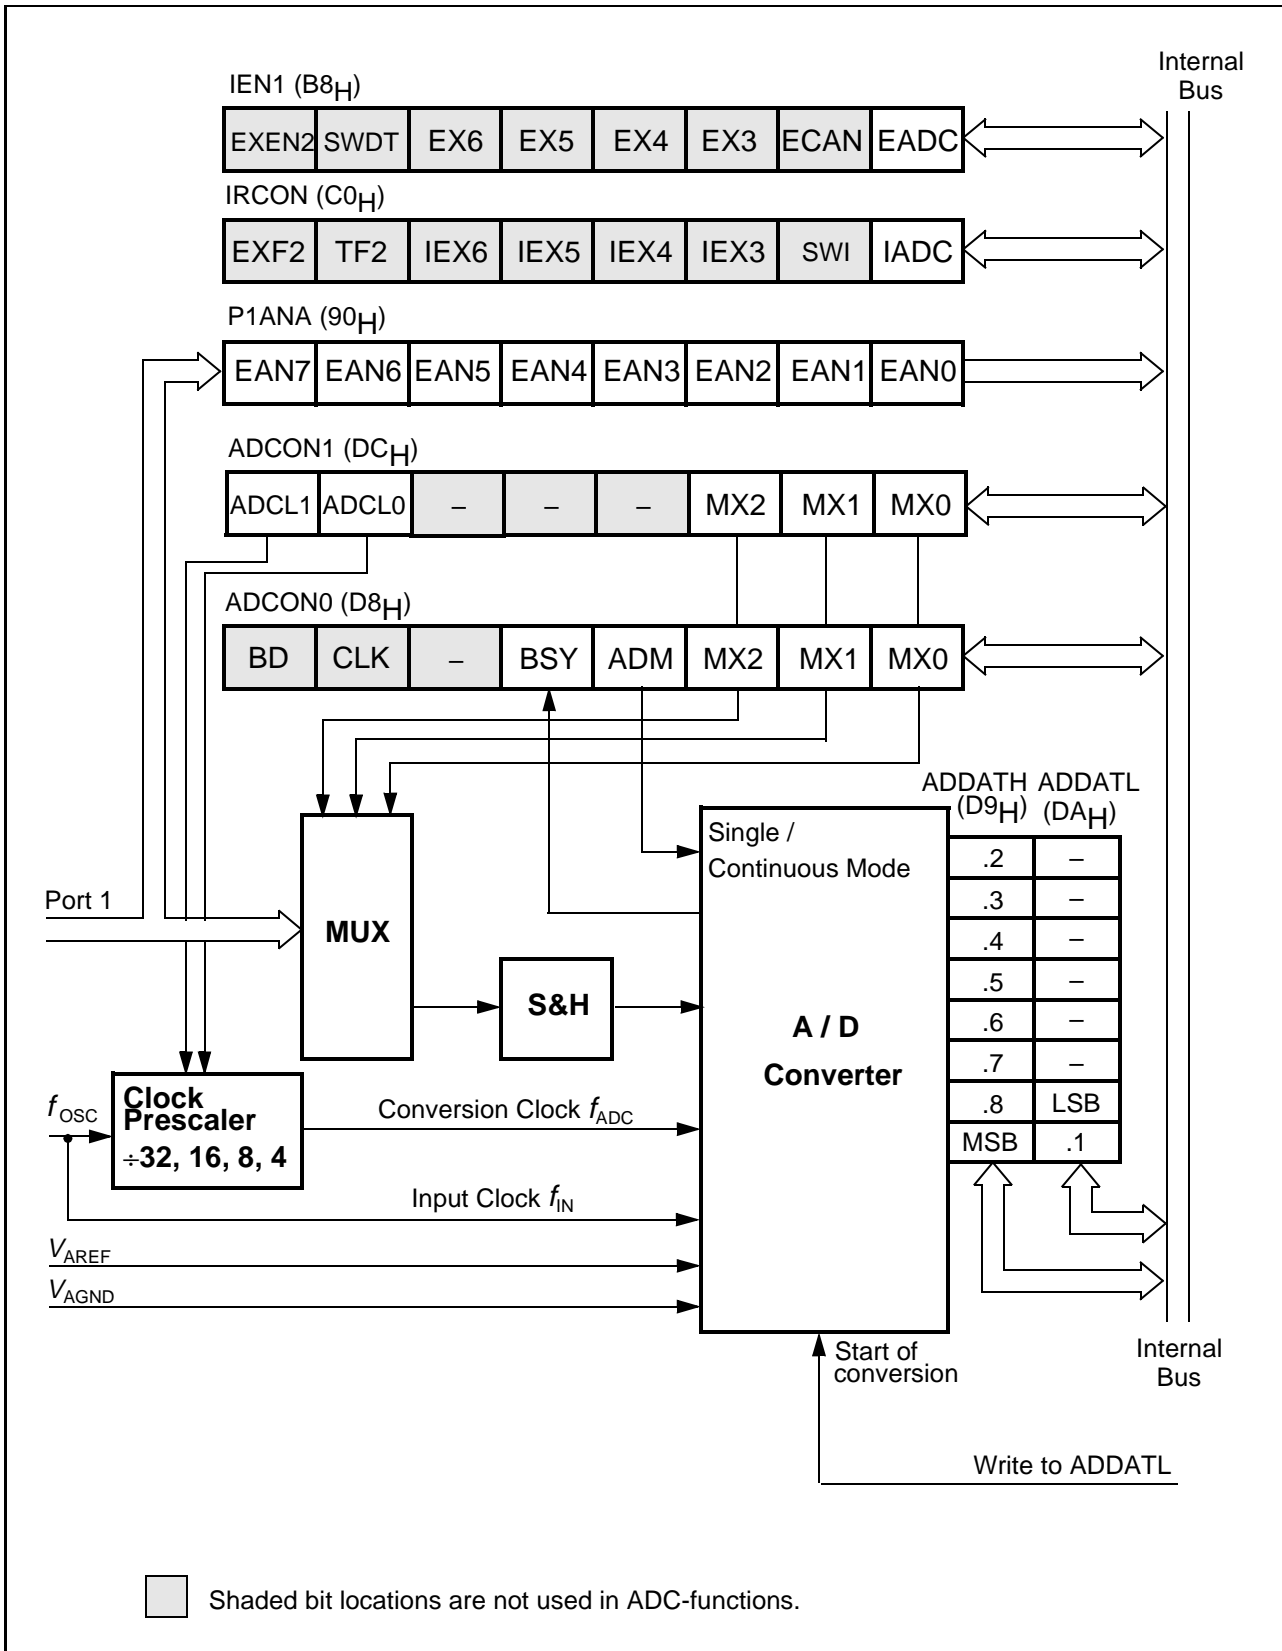 Internal
Bus
IEN1 (B8H)
EXEN2 SWDT EX6 EX5 EX4 EX3 ECAN EADC
IRCON (C0H)
EXF2 TF2 IEX6 IEX5 IEX4 IEX3 SWI IADC
P1ANA (90H)
EAN7 EAN6 EAN5 EAN4 EAN3 EAN2 EAN1 EAN0
ADCON1 (DCH)
ADCL1 ADCL0 – – – MX2 MX1 MX0
ADCON0 (D8H)
BD CLK – BSY ADM MX2 MX1 MX0
ADDATH ADDATL
(D9H) (DAH)
Single /
Continuous Mode
.2 –
.3 –
.4 –
.5 –
.6 –
.7 –
.8 LSB
MSB .1
Port 1
MUX
S&H
A / D
Converter
fOSC
Clock
Prescaler
÷32, 16, 8, 4
Conversion Clock fADC
Input Clock fIN
VAREF
VAGND
Start of
conversion
Internal
Bus
Write to ADDATL
Shaded bit locations are not used in ADC-functions.